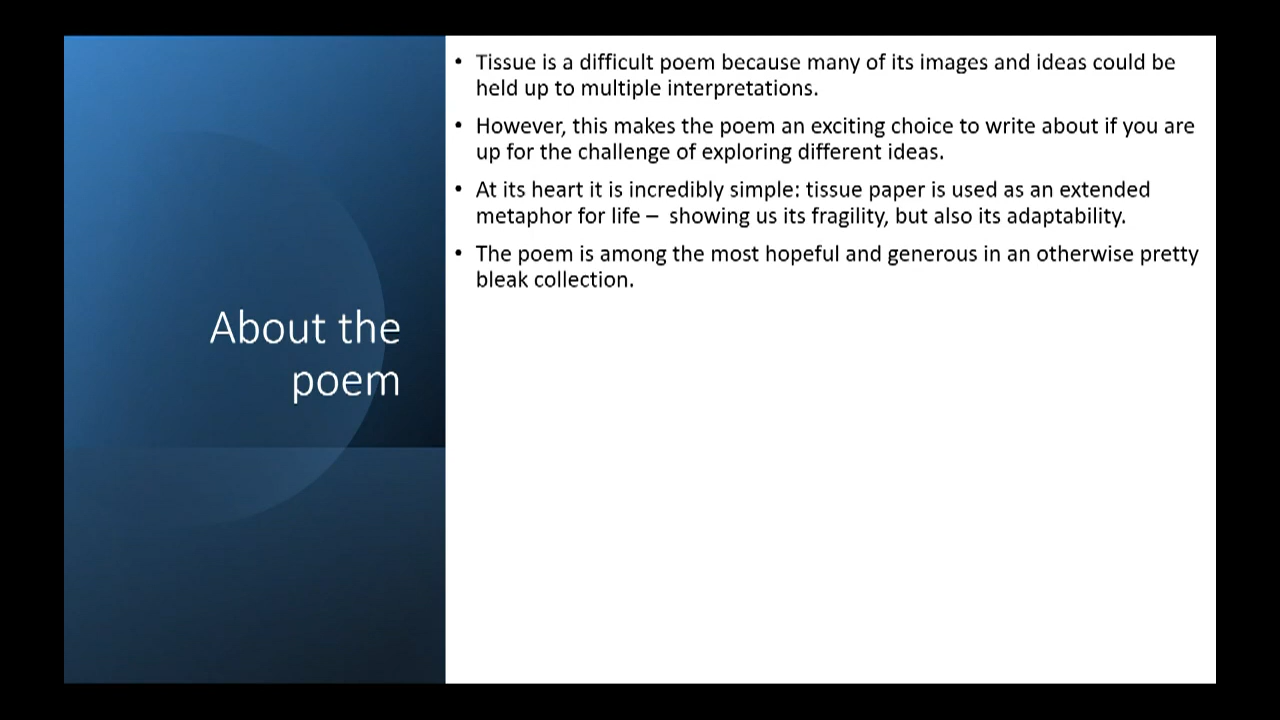 About the
poem
• Tissue is a difficult poem because many of its images and ideas could be
held up to multiple interpretations.
• However, this makes the poem an exciting choice to write about if you are
up for the challenge of exploring different ideas.
• At its heart it is incredibly simple: tissue paper is used as an extended
metaphor for life –  showing us its fragility, but also its adaptability.
• The poem is among the most hopeful and generous in an otherwise pretty
bleak collection.